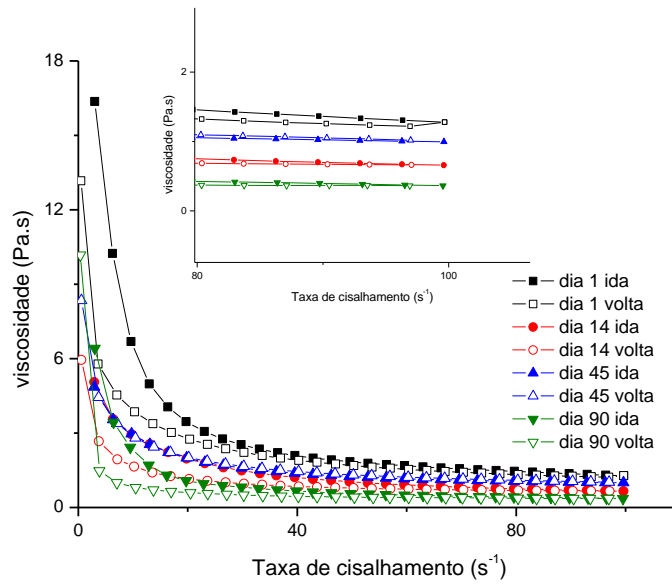 18
12
6
0
0
40
80
viscosidade (Pa.s)
Taxa de cisalhamento (s⁻¹)
2
0
80
100
viscosidade (Pa.s)
Taxa de cisalhamento (s⁻¹)
dia 1 ida
dia 1 volta
dia 14 ida
dia 14 volta
dia 45 ida
dia 45 volta
dia 90 ida
dia 90 volta